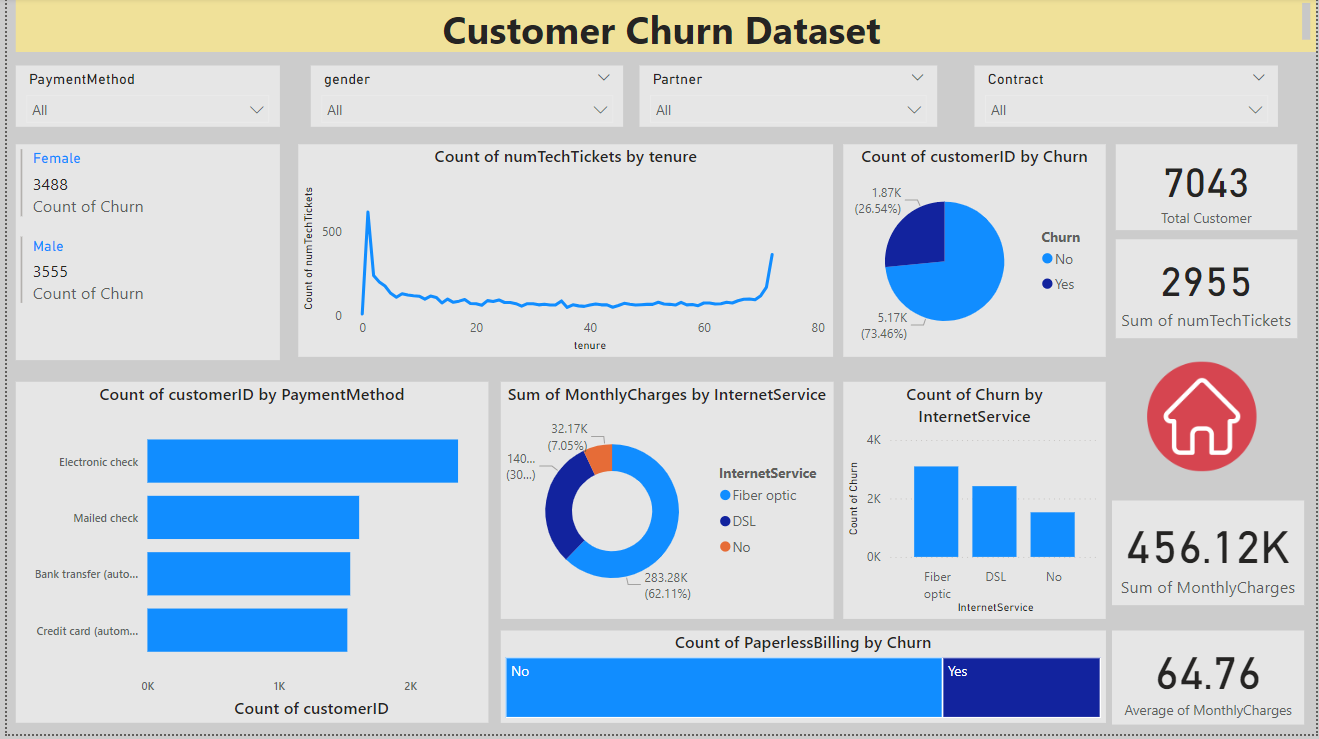 Customer Churn Dataset
PaymentMethod
All
gender
All
Partner
All
Contract
All
Female
3488
Count of Churn
Male
3555
Count of Churn
Count of numTechTickets by tenure
Count of numTechTickets
500
0
0
20
40
60
80
tenure
Count of customerID by Churn
1.87K
(26.54%)
5.17K
(73.46%)
Churn
No
Yes
7043
Total Customer
2955
Sum of numTechTickets
Count of customerID by PaymentMethod
Electronic check
Mailed check
Bank transfer (auto...
Credit card (autom...
0K
1K
2K
Count of customerID
Sum of MonthlyCharges by InternetService
32.17K
(7.05%)
140...
(30...)
283.28K
(62.11%)
InternetService
Fiber optic
DSL
No
Count of Churn by
InternetService
Count of Churn
4K
2K
0K
Fiber
optic
DSL
No
InternetService
456.12K
Sum of MonthlyCharges
Count of PaperlessBilling by Churn
No
Yes
64.76
Average of MonthlyCharges